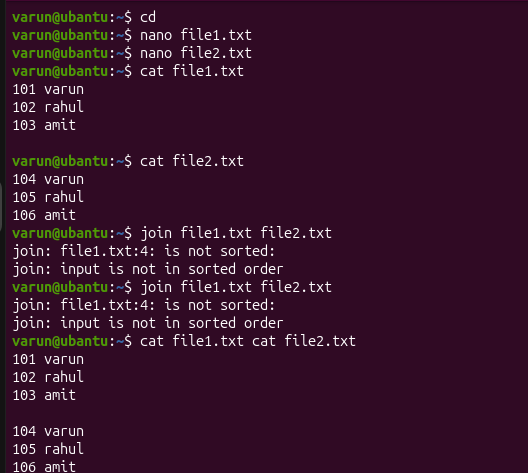 varun@ubantu:~$ cd
varun@ubantu:~$ nano file1.txt
varun@ubantu:~$ nano file2.txt
varun@ubantu:~$ cat file1.txt
101 varun
102 rahul
103 amit

varun@ubantu:~$ cat file2.txt
104 varun
105 rahul
106 amit
varun@ubantu:~$ join file1.txt file2.txt
join: file1.txt:4: is not sorted:
join: input is not in sorted order
varun@ubantu:~$ join file1.txt file2.txt
join: file1.txt:4: is not sorted:
join: input is not in sorted order
varun@ubantu:~$ cat file1.txt cat file2.txt
101 varun
102 rahul
103 amit

104 varun
105 rahul
106 amit